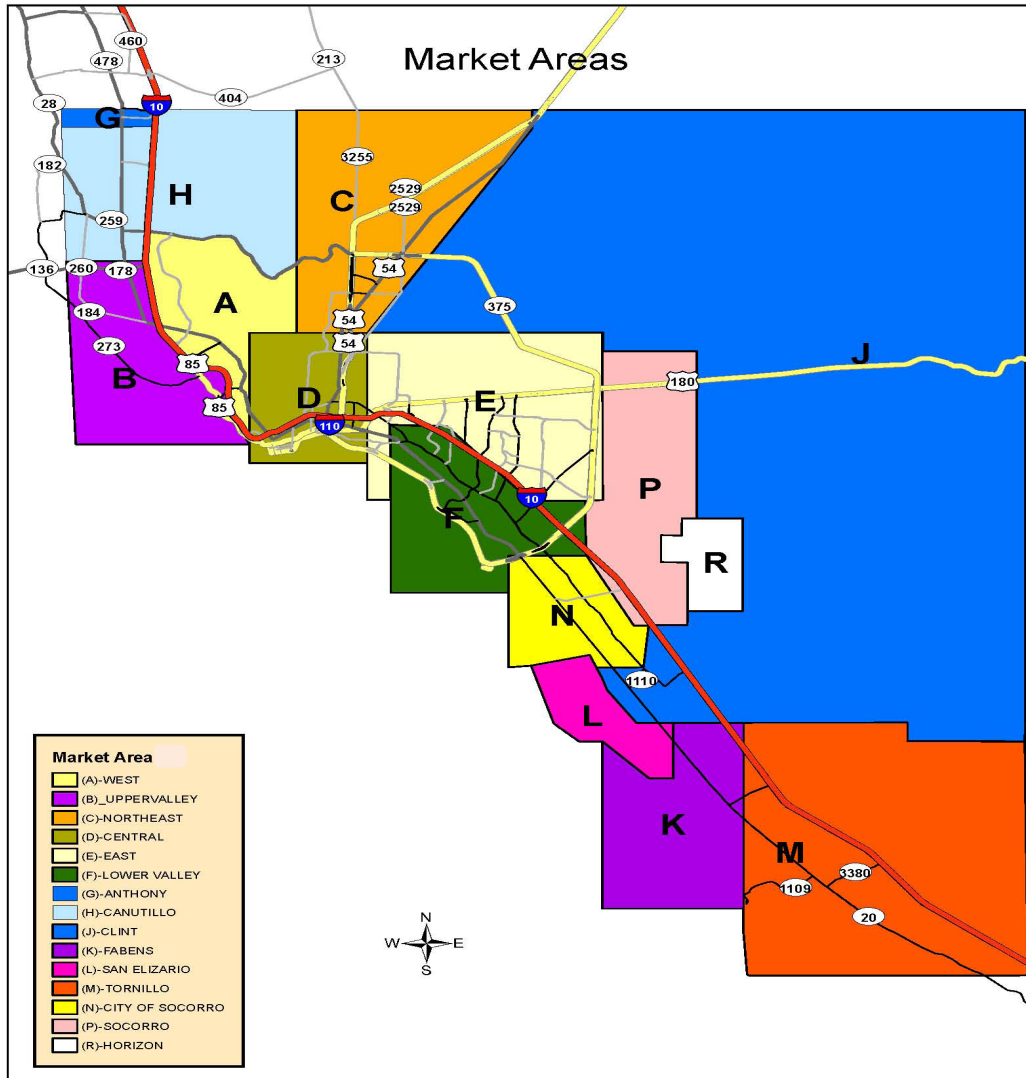 460
478
213
Market Areas
28
404
10
G
182
3255
H
C
2529
2529
259
136
260
178
54
A
375
184
54
273
54
J
85
B
180
85
D
E
110
P
10
F
R
N
1110
L
K
M
3380
1109
20
N
W E
S
Market Area
(A)-WEST
(B)_UPPERVALLEY
(C)-NORTHEAST
(D)-CENTRAL
(E)-EAST
(F)-LOWER VALLEY
(G)-ANTHONY
(H)-CANUTILLO
(J)-CLINT
(K)-FABENS
(L)-SAN ELIZARIO
(M)-TORNILLO
(N)-CITY OF SOCORRO
(P)-SOCORRO
(R)-HORIZON